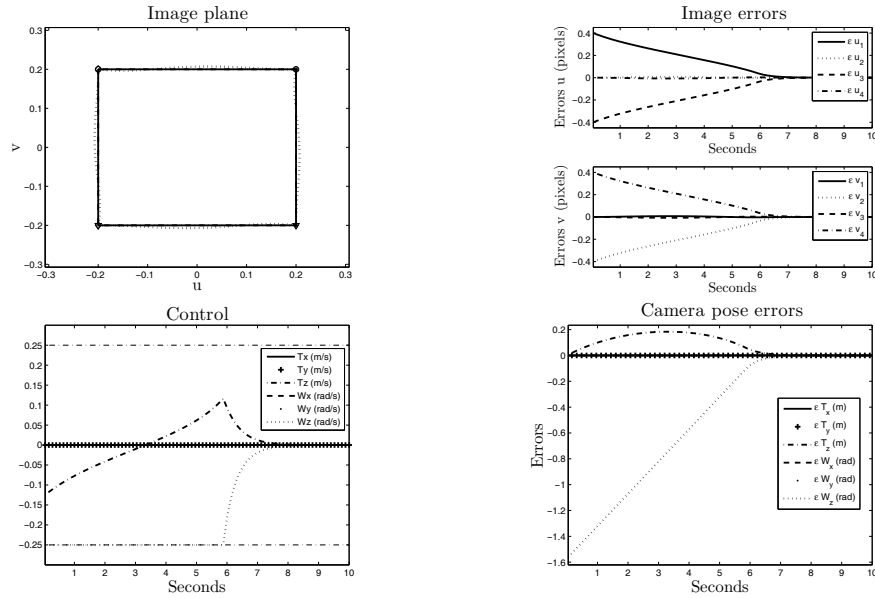 Image plane
0.3
0.2
0.1
0
−0.1
−0.2
−0.3
v
−0.3
−0.2
−0.1
0
0.1
0.2
0.3
u
Image errors
Errors u (pixels)
0.4
0.2
0
−0.2
−0.4
ε u1
ε u2
ε u3
ε u4
1 2 3 4 5 6 7 8 9 10
Seconds
Errors v (pixels)
0.4
0.2
0
−0.2
−0.4
ε v1
ε v2
ε v3
ε v4
1 2 3 4 5 6 7 8 9 10
Seconds
Control
0.25
0.2
0.15
0.1
0.05
0
−0.05
−0.1
−0.15
−0.2
−0.25
Tx (m/s)
Ty (m/s)
Tz (m/s)
Wx (rad/s)
Wy (rad/s)
Wz (rad/s)
1 2 3 4 5 6 7 8 9 10
Seconds
Camera pose errors
Errors
0.2
0
−0.2
−0.4
−0.6
−0.8
−1
−1.2
−1.4
−1.6
ε Tx (m)
ε Ty (m)
ε Tz (m)
ε Wx (rad)
ε Wy (rad)
ε Wz (rad)
1 2 3 4 5 6 7 8 9 10
Seconds